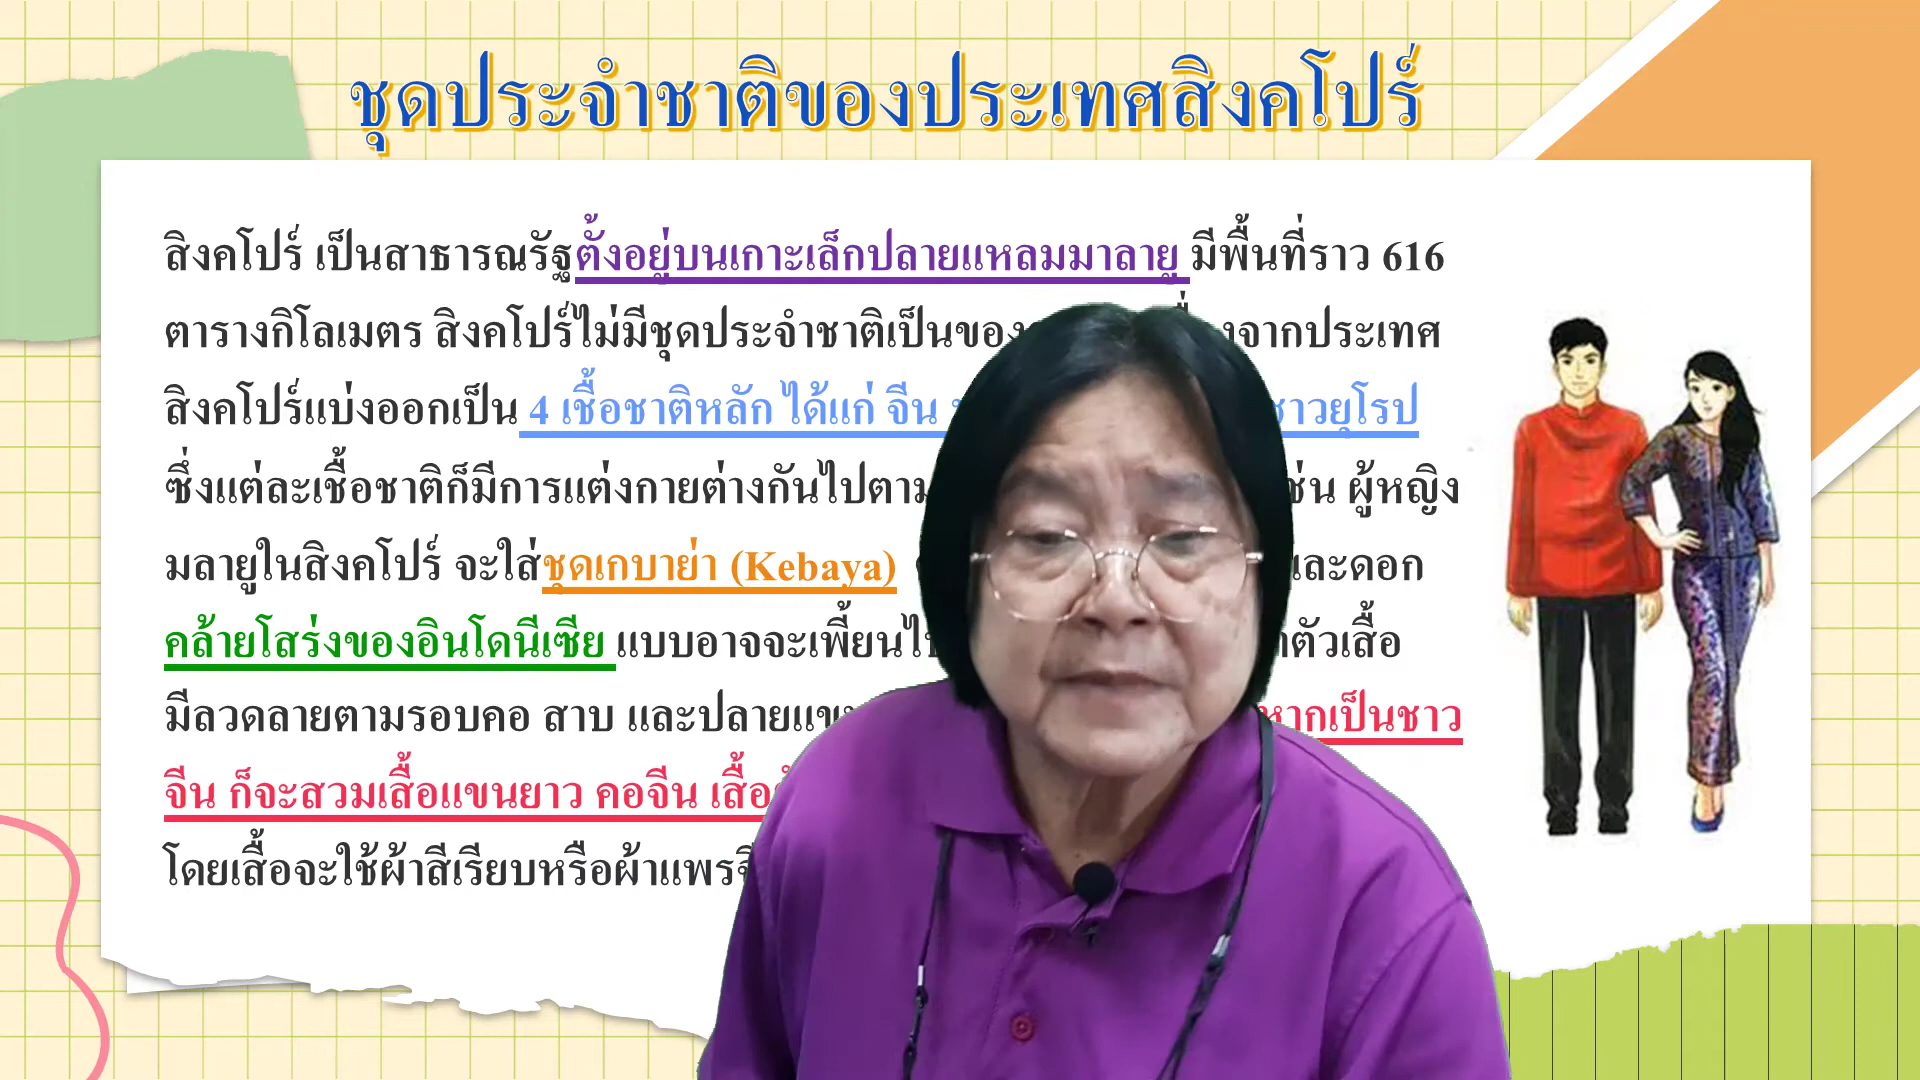 ชุดประจำชาติของประเทศสิงคโปร์
สิงคโปร์ เป็นสาธารณรัฐตั้งอยู่บนเกาะเล็กปลายแหลมมาลายู มีพื้นที่ราว 616
ตารางกิโลเมตร สิงคโปร์ไม่มีชุดประจำชาติเป็นของ จากประเทศ
สิงคโปร์แบ่งออกเป็น 4 เชื้อชาติหลัก ได้แก่ จีน ชาวยุโรป
ซึ่งแต่ละเชื้อชาติก็มีการแต่งกายต่างกันไปตาม เช่น ผู้หญิง
มลายูในสิงคโปร์ จะใส่ชุดเกบาย่า (Kebaya) และดอก
คล้ายโสร่งของอินโดนีเซีย แบบอาจจะเพี้ยนไป ตัวเสื้อ
มีลวดลายตามรอบคอ สาบ และปลายแขน หากเป็นชาว
จีน ก็จะสวมเสื้อแขนยาว คอจีน เสื้อ
โดยเสื้อจะใช้ผ้าสีเรียบหรือผ้าแพร